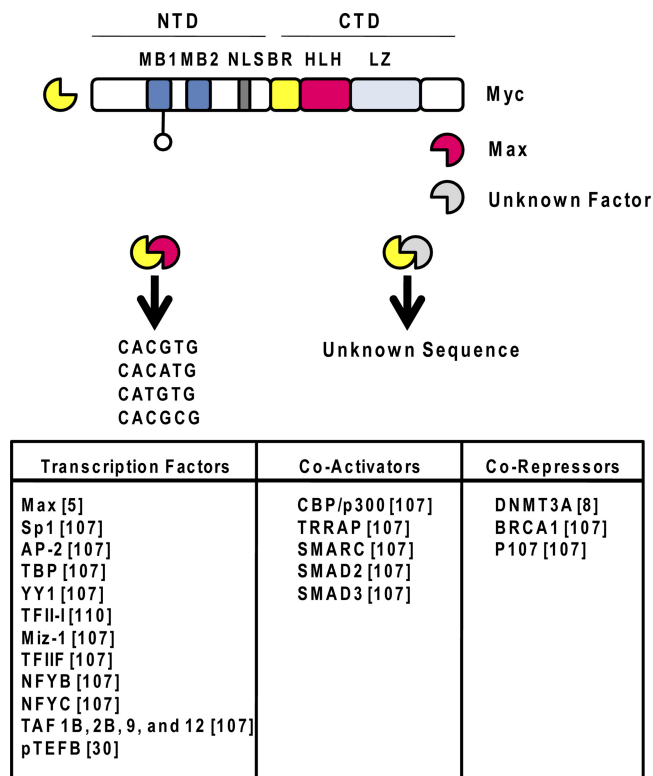 NTD CTD
MB1 MB2 NLS BR HLH LZ
Myc
Max
Unknown Factor
CACGTG
CACATG
CATGTG
CACGCG
Unknown Sequence
Transcription Factors
Max [5]
Sp1 [107]
AP-2 [107]
TBP [107]
YY1 [107]
TFII-I [110]
Miz-1 [107]
TFIIF [107]
NFYB [107]
NFYC [107]
TAF 1B, 2B, 9, and 12 [107]
pTEFB [30]
Co-Activators
CBP/p300 [107]
TRRAP [107]
SMARC [107]
SMAD2 [107]
SMAD3 [107]
Co-Repressors
DNMT3A [8]
BRCA1 [107]
P107 [107]